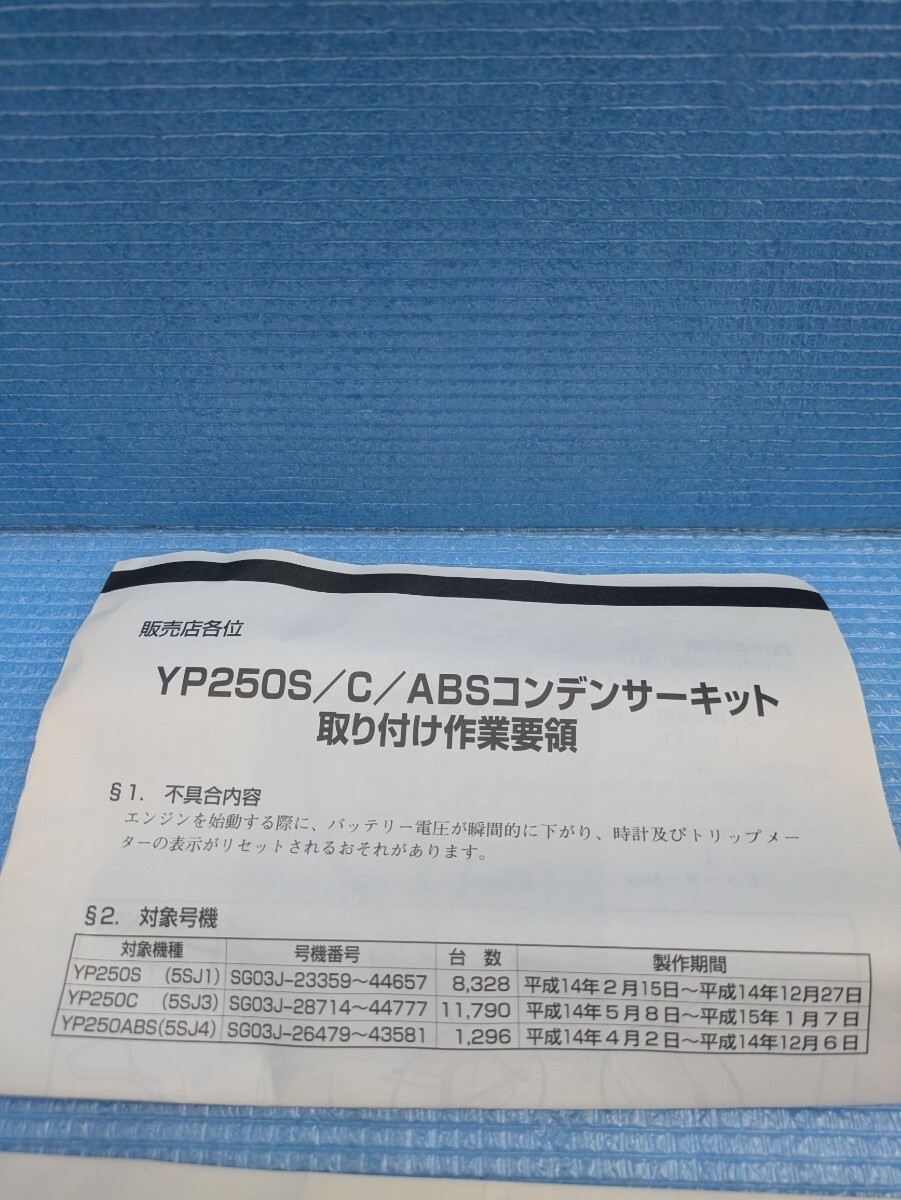 販売店各位
YP250S／C／ABSコンデンサーキット
取り付け作業要領
§1. 不具合内容
エンジンを始動する際に、バッテリー電圧が瞬間的に下がり、時計及びトリップメー
ターの表示がリセットされるおそれがあります。
§2. 対象号機
対象機種 号機番号 台数 製作期間
YP250S (5SJ1) SG03J-23359～44657 8,328 平成14年2月15日～平成14年12月27日
YP250C (5SJ3) SG03J-28714～44777 11,790 平成14年5月8日～平成15年1月7日
YP250ABS(5SJ4) SG03J-26479～43581 1,296 平成14年4月2日～平成14年12月6日